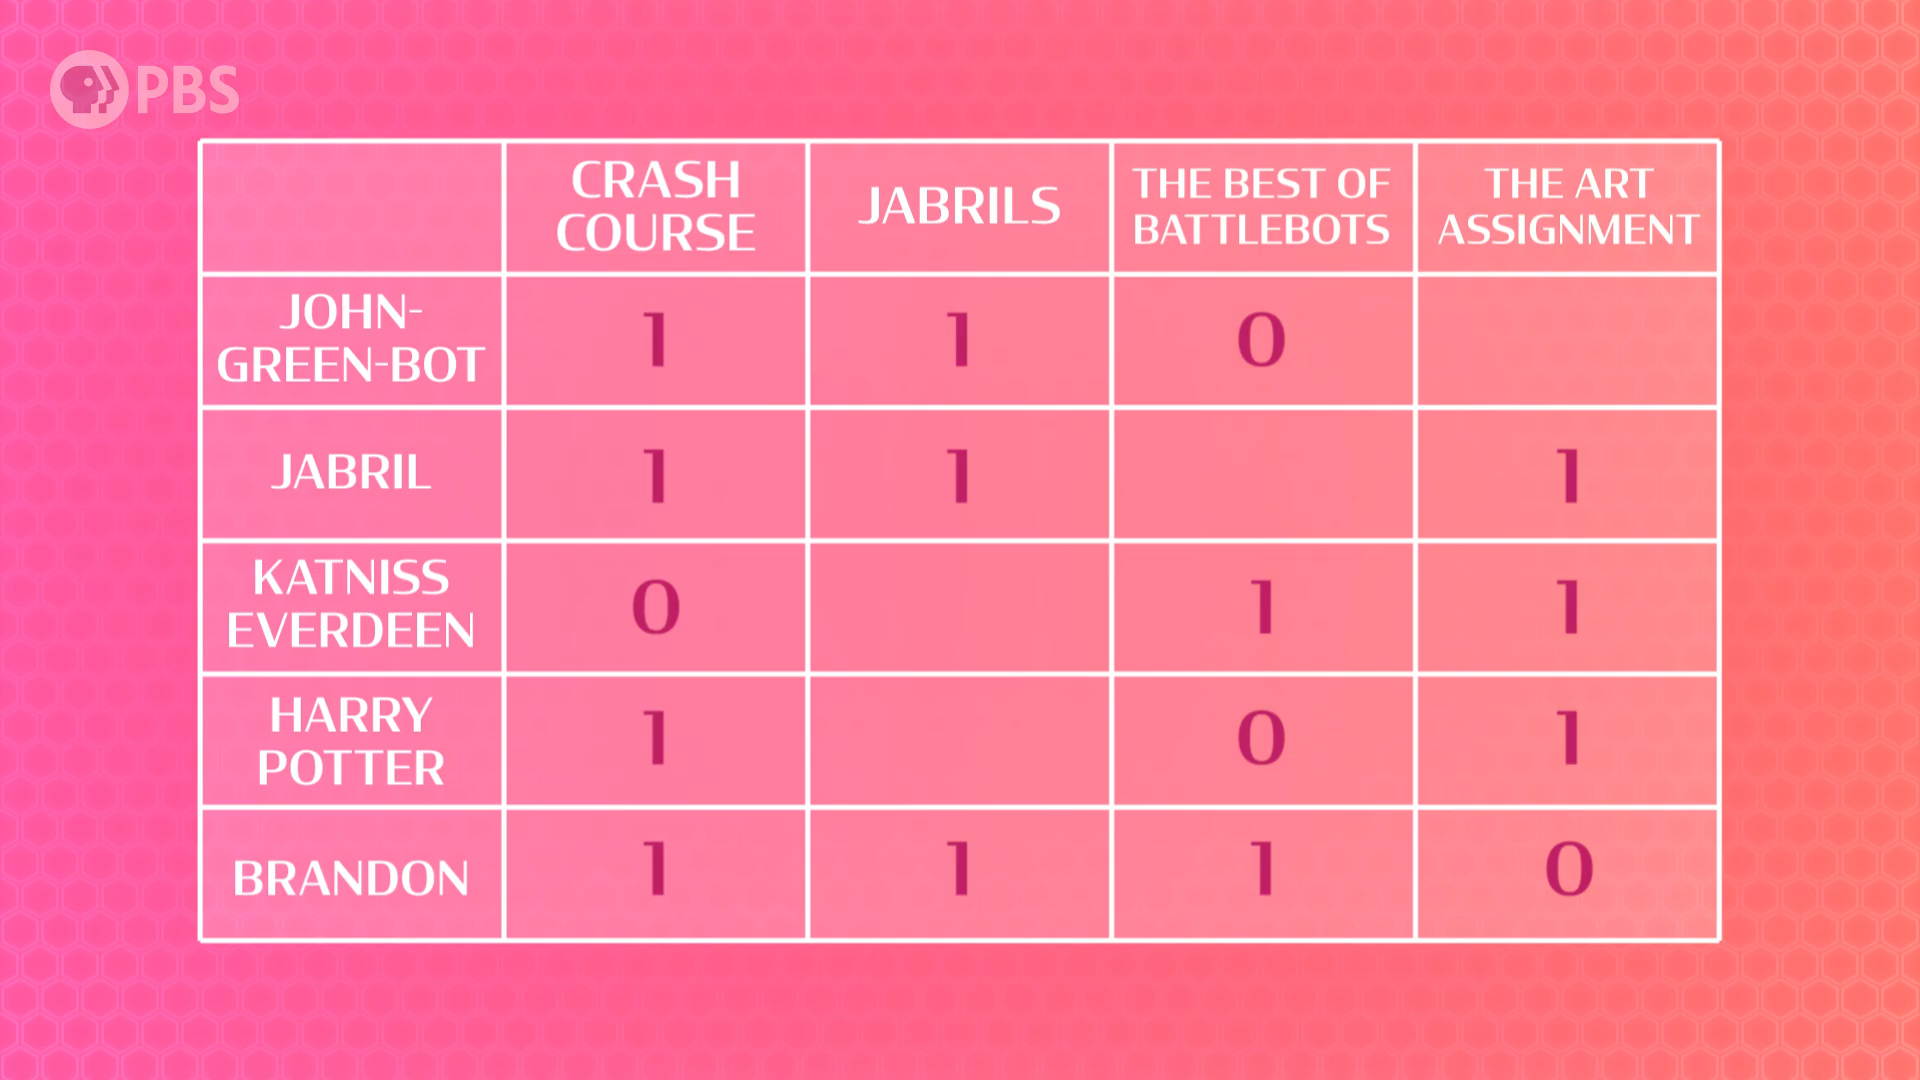 PBS
CRASH
COURSE
JABRILS
THE BEST OF
BATTLEBOTS
THE ART
ASSIGNMENT
JOHN-
GREEN-BOT
1
1
0
JABRIL
1
1
1
KATNISS
EVERDEEN
0
1
1
HARRY
POTTER
1
0
1
BRANDON
1
1
1
0